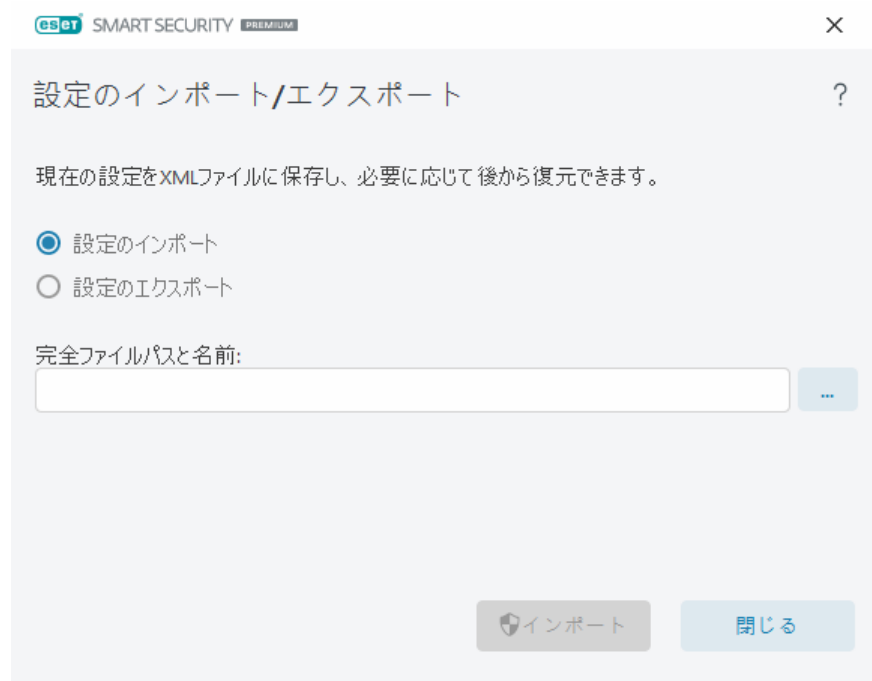 eset SMART SECURITY PREMIUM
設定のインポート/エクスポート
?
現在の設定をXMLファイルに保存し、必要に応じて後から復元できます。
設定のインポート
設定のエクスポート
完全ファイルパスと名前:
...
インポート
閉じる